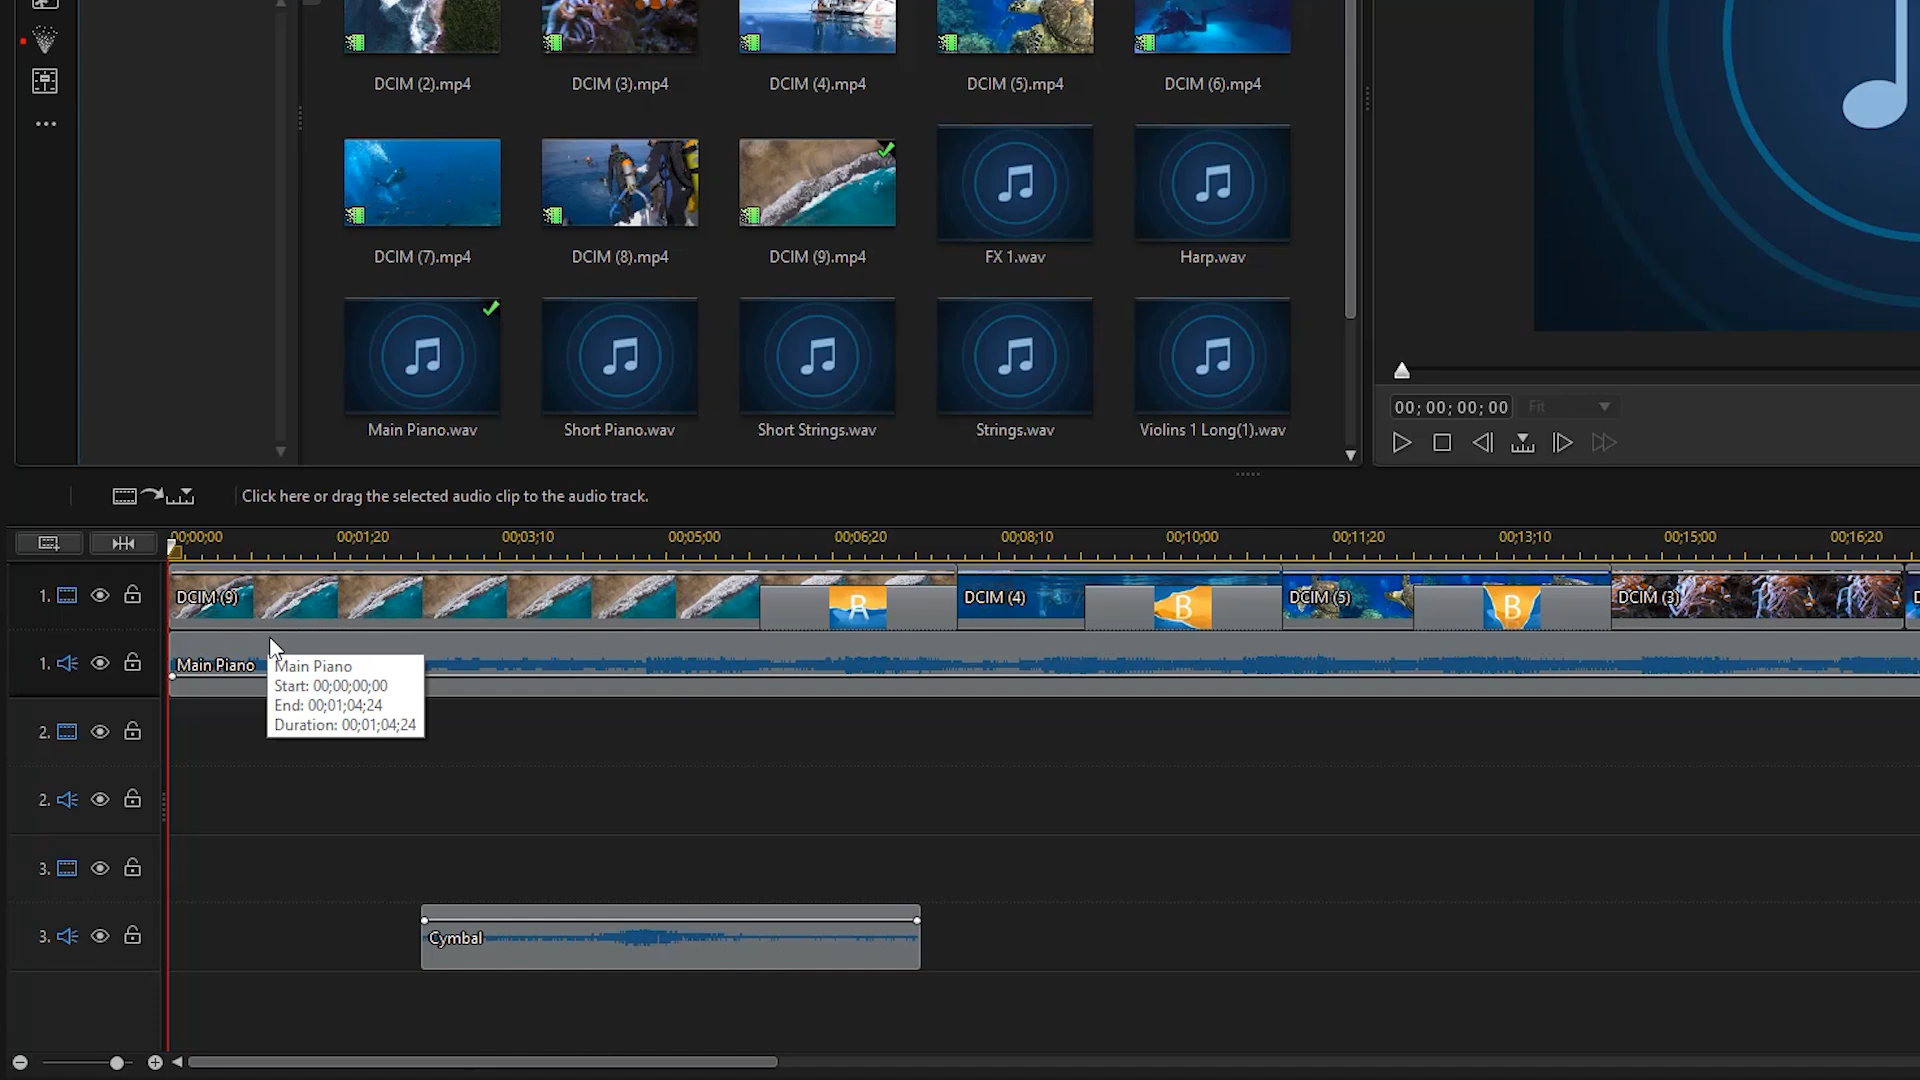 DCIM (2).mp4
DCIM (3).mp4
DCIM (4).mp4
DCIM (5).mp4
DCIM (6).mp4
DCIM (7).mp4
DCIM (8).mp4
DCIM (9).mp4
FX 1.wav
Harp.wav
Main Piano.wav
Short Piano.wav
Short Strings.wav
Strings.wav
Violins 1 Long(1).wav
00; 00; 00; 00
Fit
Click here or drag the selected audio clip to the audio track.
00;00;00
00;01;20
00;03;10
00;05;00
00;06;20
00;08;10
00;10;00
00;11;20
00;13;10
00;15;00
00;16;20
1.
DCIM (9)
A
DCIM (4)
B
DCIM (5)
B
DCIM (3)
D
1.
Main Piano
Main Piano
Start: 00;00;00;00
End: 00;01;04;24
Duration: 00;01;04;24
2.
2.
3.
3.
Cymbal